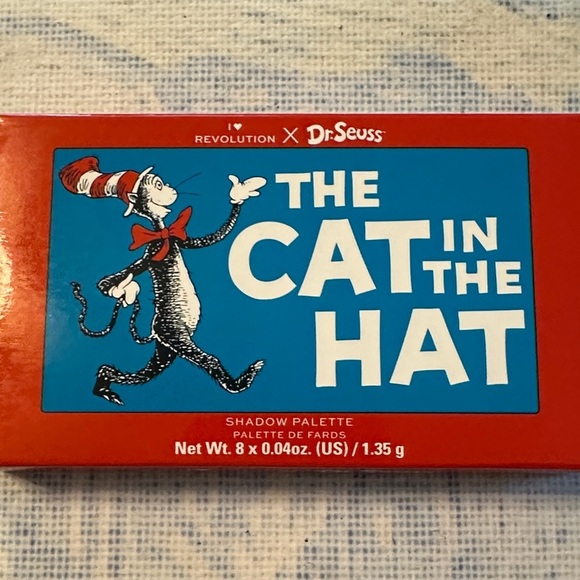 I ♥
REVOLUTION X Dr. Seuss
THE
CAT IN
THE
HAT
SHADOW PALETTE
PALETTE DE FARDS
Net Wt. 8 x 0.04oz. (US) / 1.35 g